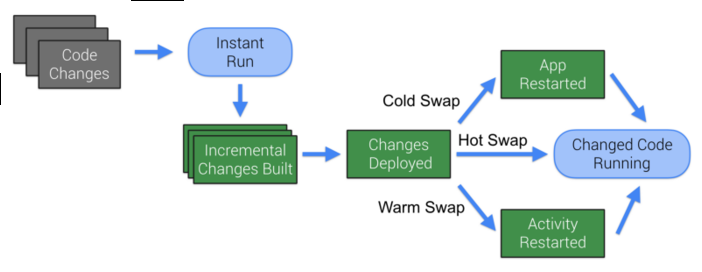 Code
Changes
Instant
Run
Incremental
Changes Built
Changes
Deployed
Cold Swap
Hot Swap
Warm Swap
App
Restarted
Activity
Restarted
Changed Code
Running